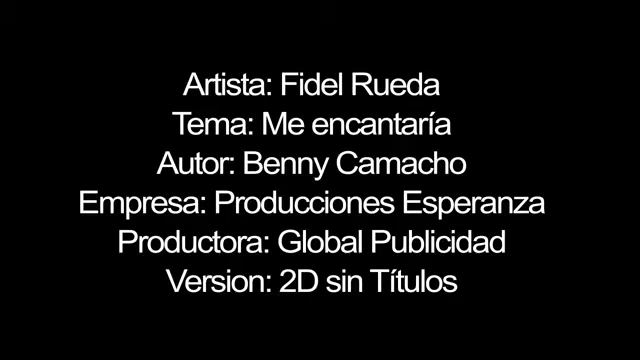 Artista: Fidel Rueda
Tema: Me encantaría
Autor: Benny Camacho
Empresa: Producciones Esperanza
Productora: Global Publicidad
Version: 2D sin Títulos